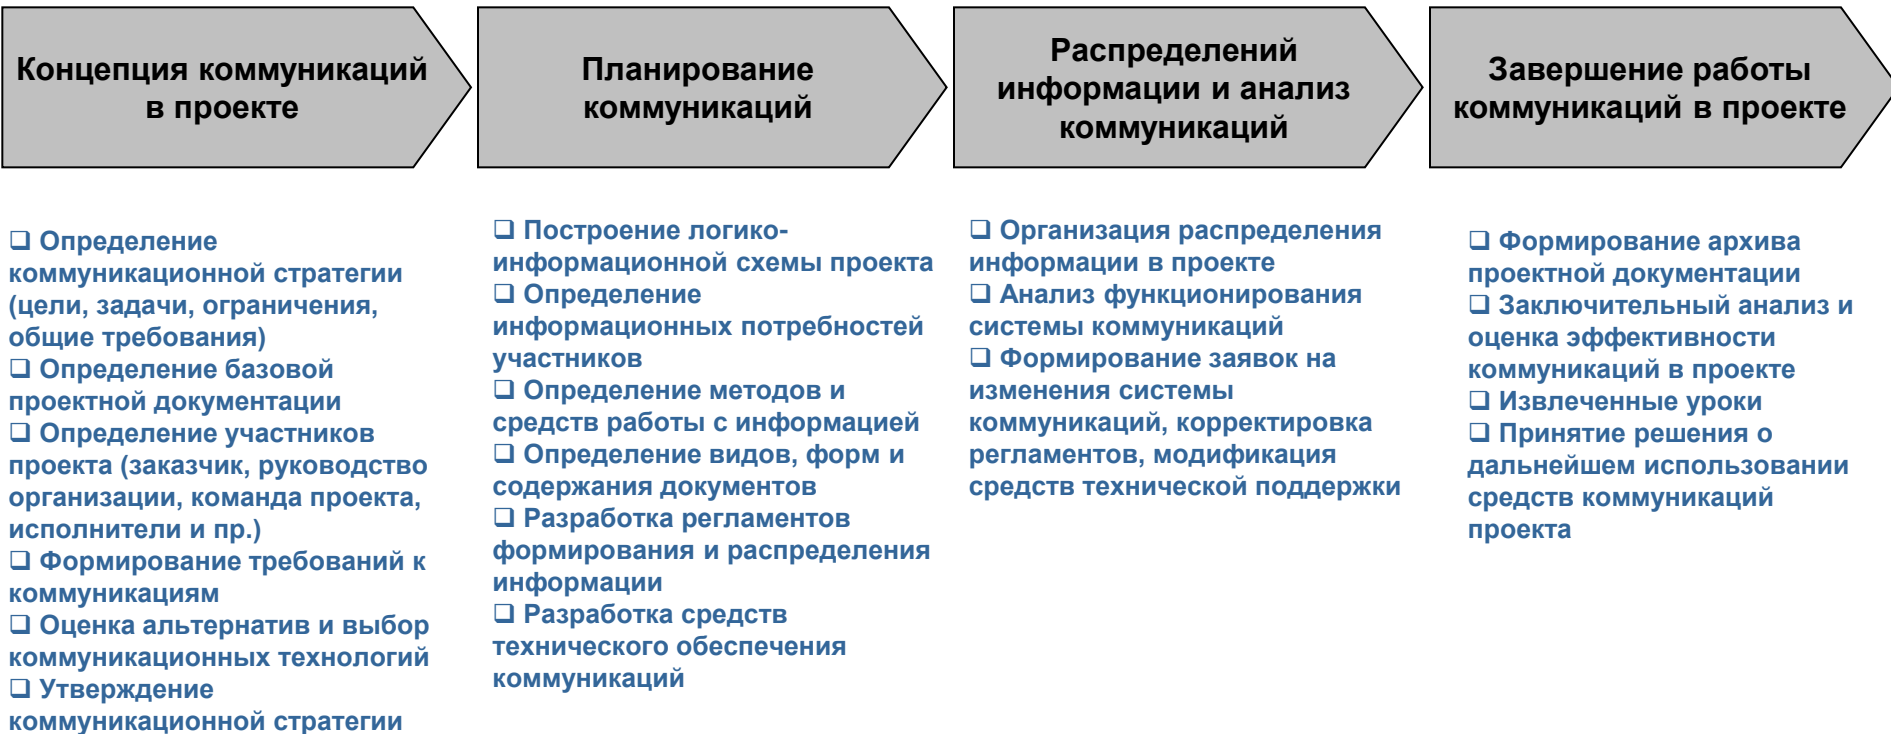 Концепция коммуникаций
в проекте
Планирование
коммуникаций
Распределений
информации и анализ
коммуникаций
Завершение работы
коммуникаций в проекте
❑ Определение
коммуникационной стратегии
(цели, задачи, ограничения,
общие требования)
❑ Определение базовой
проектной документации
❑ Определение участников
проекта (заказчик, руководство
организации, команда проекта,
исполнители и пр.)
❑ Формирование требований к
коммуникациям
❑ Оценка альтернатив и выбор
коммуникационных технологий
❑ Утверждение
коммуникационной стратегии
❑ Построение логико-
информационной схемы проекта
❑ Определение
информационных потребностей
участников
❑ Определение методов и
средств работы с информацией
❑ Определение видов, форм и
содержания документов
❑ Разработка регламентов
формирования и распределения
информации
❑ Разработка средств
технического обеспечения
коммуникаций
❑ Организация распределения
информации в проекте
❑ Анализ функционирования
системы коммуникаций
❑ Формирование заявок на
изменения системы
коммуникаций, корректировка
регламентов, модификация
средств технической поддержки
❑ Формирование архива
проектной документации
❑ Заключительный анализ и
оценка эффективности
коммуникаций в проекте
❑ Извлеченные уроки
❑ Принятие решения о
дальнейшем использовании
средств коммуникаций
проекта